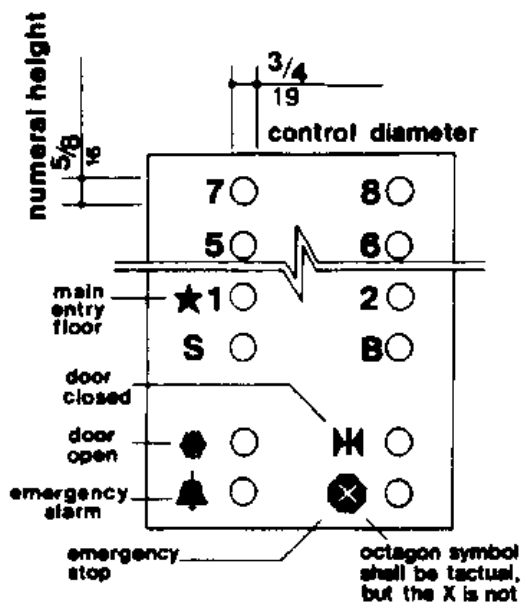 3/4
19
control diameter
numeral height
5/8
16
7 8
5 6
main
entry
floor
★1 2
S B
door
closed
door
open
emergency
alarm
emergency
stop
octagon symbol
shall be tactual,
but the X is not